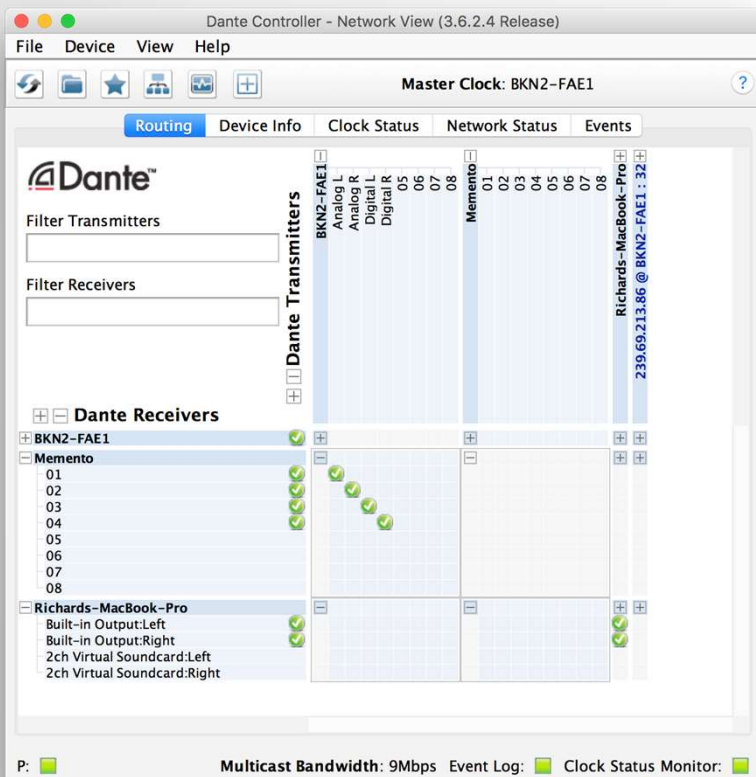 Dante Controller - Network View (3.6.2.4 Release)
File Device View Help
Master Clock: BKN2-FAE1
?
Routing Device Info Clock Status Network Status Events
Dante™
Filter Transmitters
Filter Receivers
Dante Transmitters
BKN2-FAE1
Analog L
Analog R
Digital L
Digital R
05
06
07
08
Memento
01
02
03
04
05
06
07
08
Richards-MacBook-Pro
239.69.213.86 @ BKN2-FAE1 : 32
Dante Receivers
BKN2-FAE1
Memento
01
02
03
04
05
06
07
08
Richards-MacBook-Pro
Built-in Output:Left
Built-in Output:Right
2ch Virtual Soundcard:Left
2ch Virtual Soundcard:Right
P: Multicast Bandwidth: 9Mbps Event Log: Clock Status Monitor: